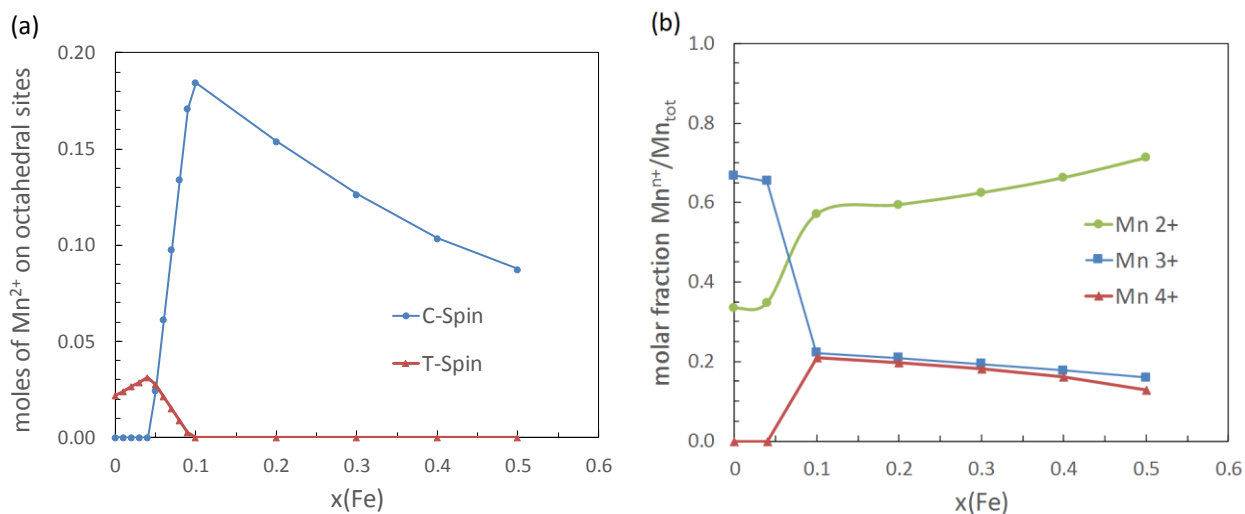 (a)
moles of Mn²⁺ on octahedral sites
0.20
0.15
0.10
0.05
0.00
C-Spin
T-Spin
0
0.1
0.2
0.3
0.4
0.5
0.6
x(Fe)
(b)
molar fraction Mnⁿ⁺/Mn_tot
1.0
0.8
0.6
0.4
0.2
0.0
Mn 2+
Mn 3+
Mn 4+
0
0.1
0.2
0.3
0.4
0.5
0.6
x(Fe)